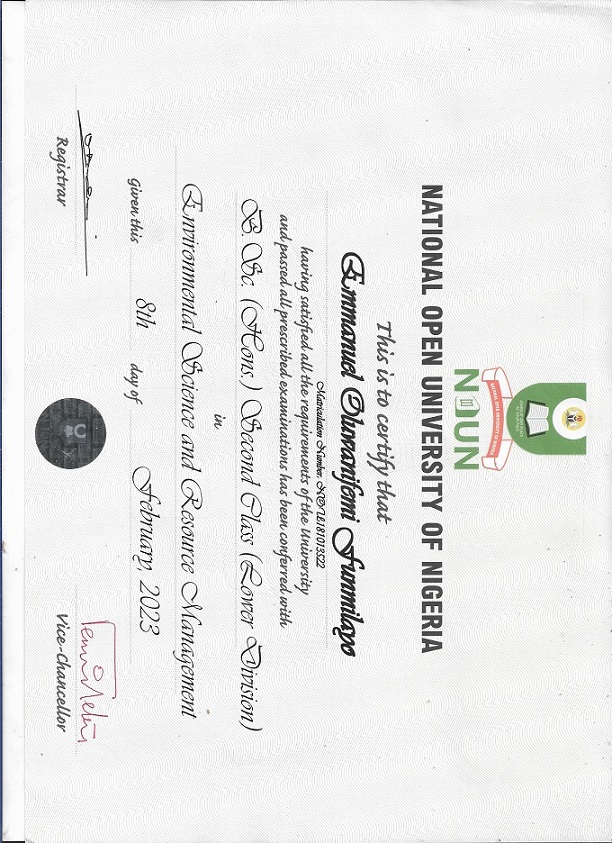 NOUN
NATIONAL OPEN UNIVERSITY OF NIGERIA
This is to certify that
Emmanuel Oluwanifemi Funmilayo
Matriculation Number: NOU181013522
having satisfied all the requirements of the University
and passed all prescribed examinations has been conferred with
B. Sc. (Hons) Second Class (Lower Division)
in
Environmental Science and Resource Management
Given this 8th day of February, 2023
Registrar
Vice-Chancellor